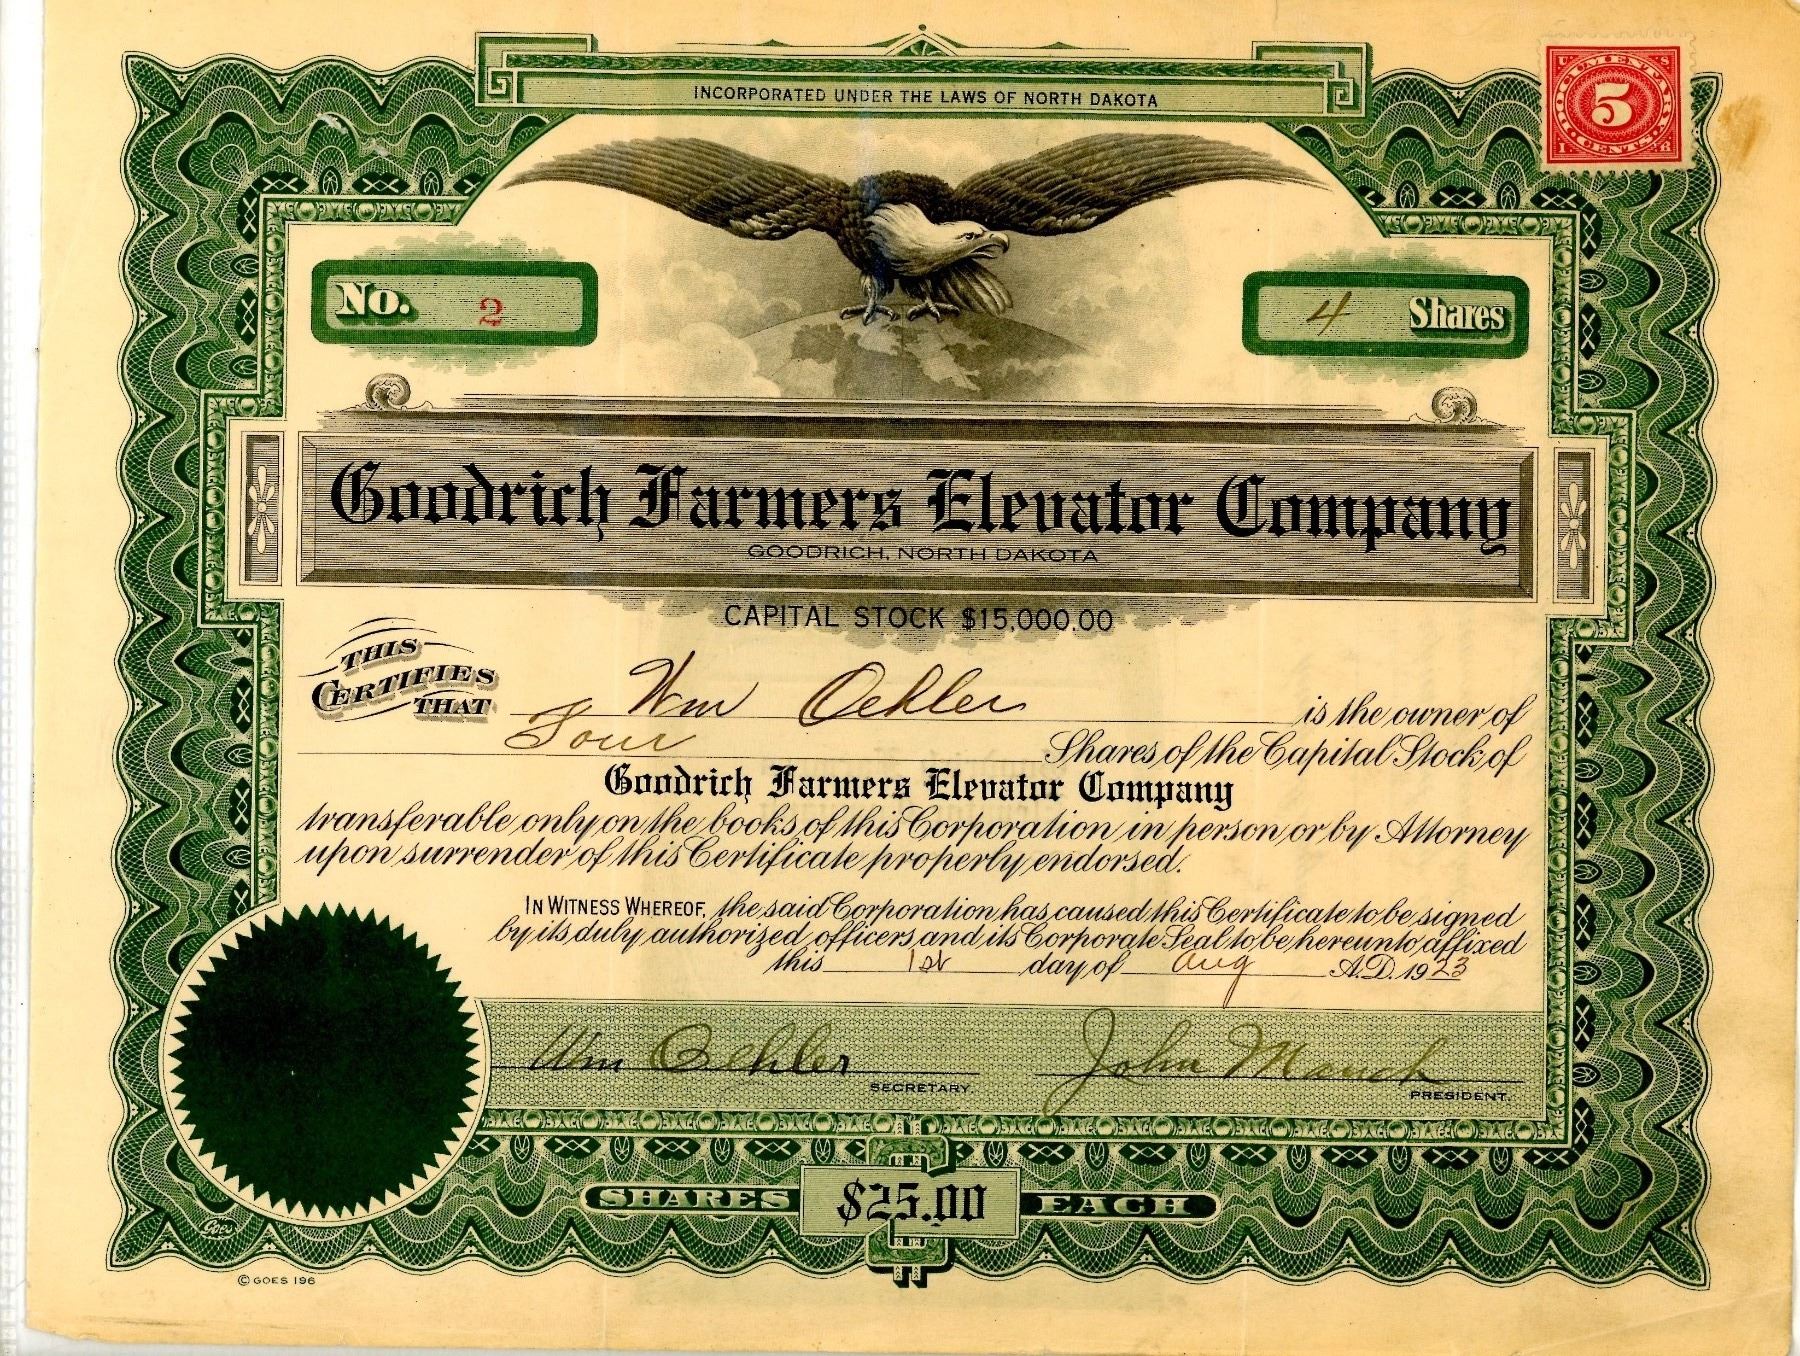 INCORPORATED UNDER THE LAWS OF NORTH DAKOTA
U. S.
DOCUMENTARY
5
I. R.
CENTS
No. 2
4 Shares
Goodrich Farmers Elevator Company
GOODRICH, NORTH DAKOTA
CAPITAL STOCK $15,000.00
THIS CERTIFIES THAT Wm Oehler is the owner of
Four Shares of the Capital Stock of
Goodrich Farmers Elevator Company
transferable only on the books of this Corporation in person or by Attorney
upon surrender of this Certificate properly endorsed.
IN WITNESS WHEREOF, the said Corporation has caused this Certificate to be signed
by its duly authorized officers and its Corporate Seal to be hereunto affixed
this 1st day of Aug A.D. 1923
Wm Oehler
SECRETARY.
John Mauch
PRESIDENT.
SHARES $25.00 EACH
Goes
© GOES 196